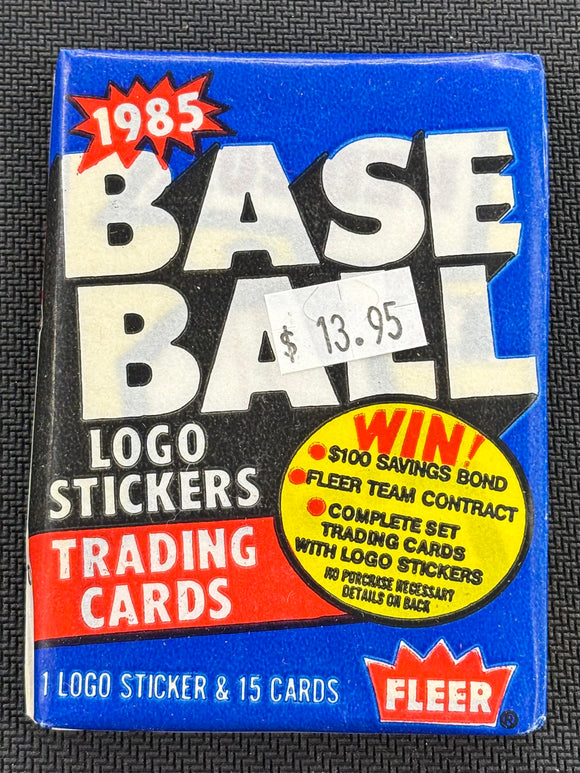 1985
BASE
BALL
$ 13.95
LOGO
STICKERS
TRADING
CARDS
WIN!
$100 SAVINGS BOND
FLEER TEAM CONTRACT
COMPLETE SET
TRADING CARDS
WITH LOGO STICKERS
NO PURCHASE NECESSARY
DETAILS ON BACK
1 LOGO STICKER & 15 CARDS
FLEER ®